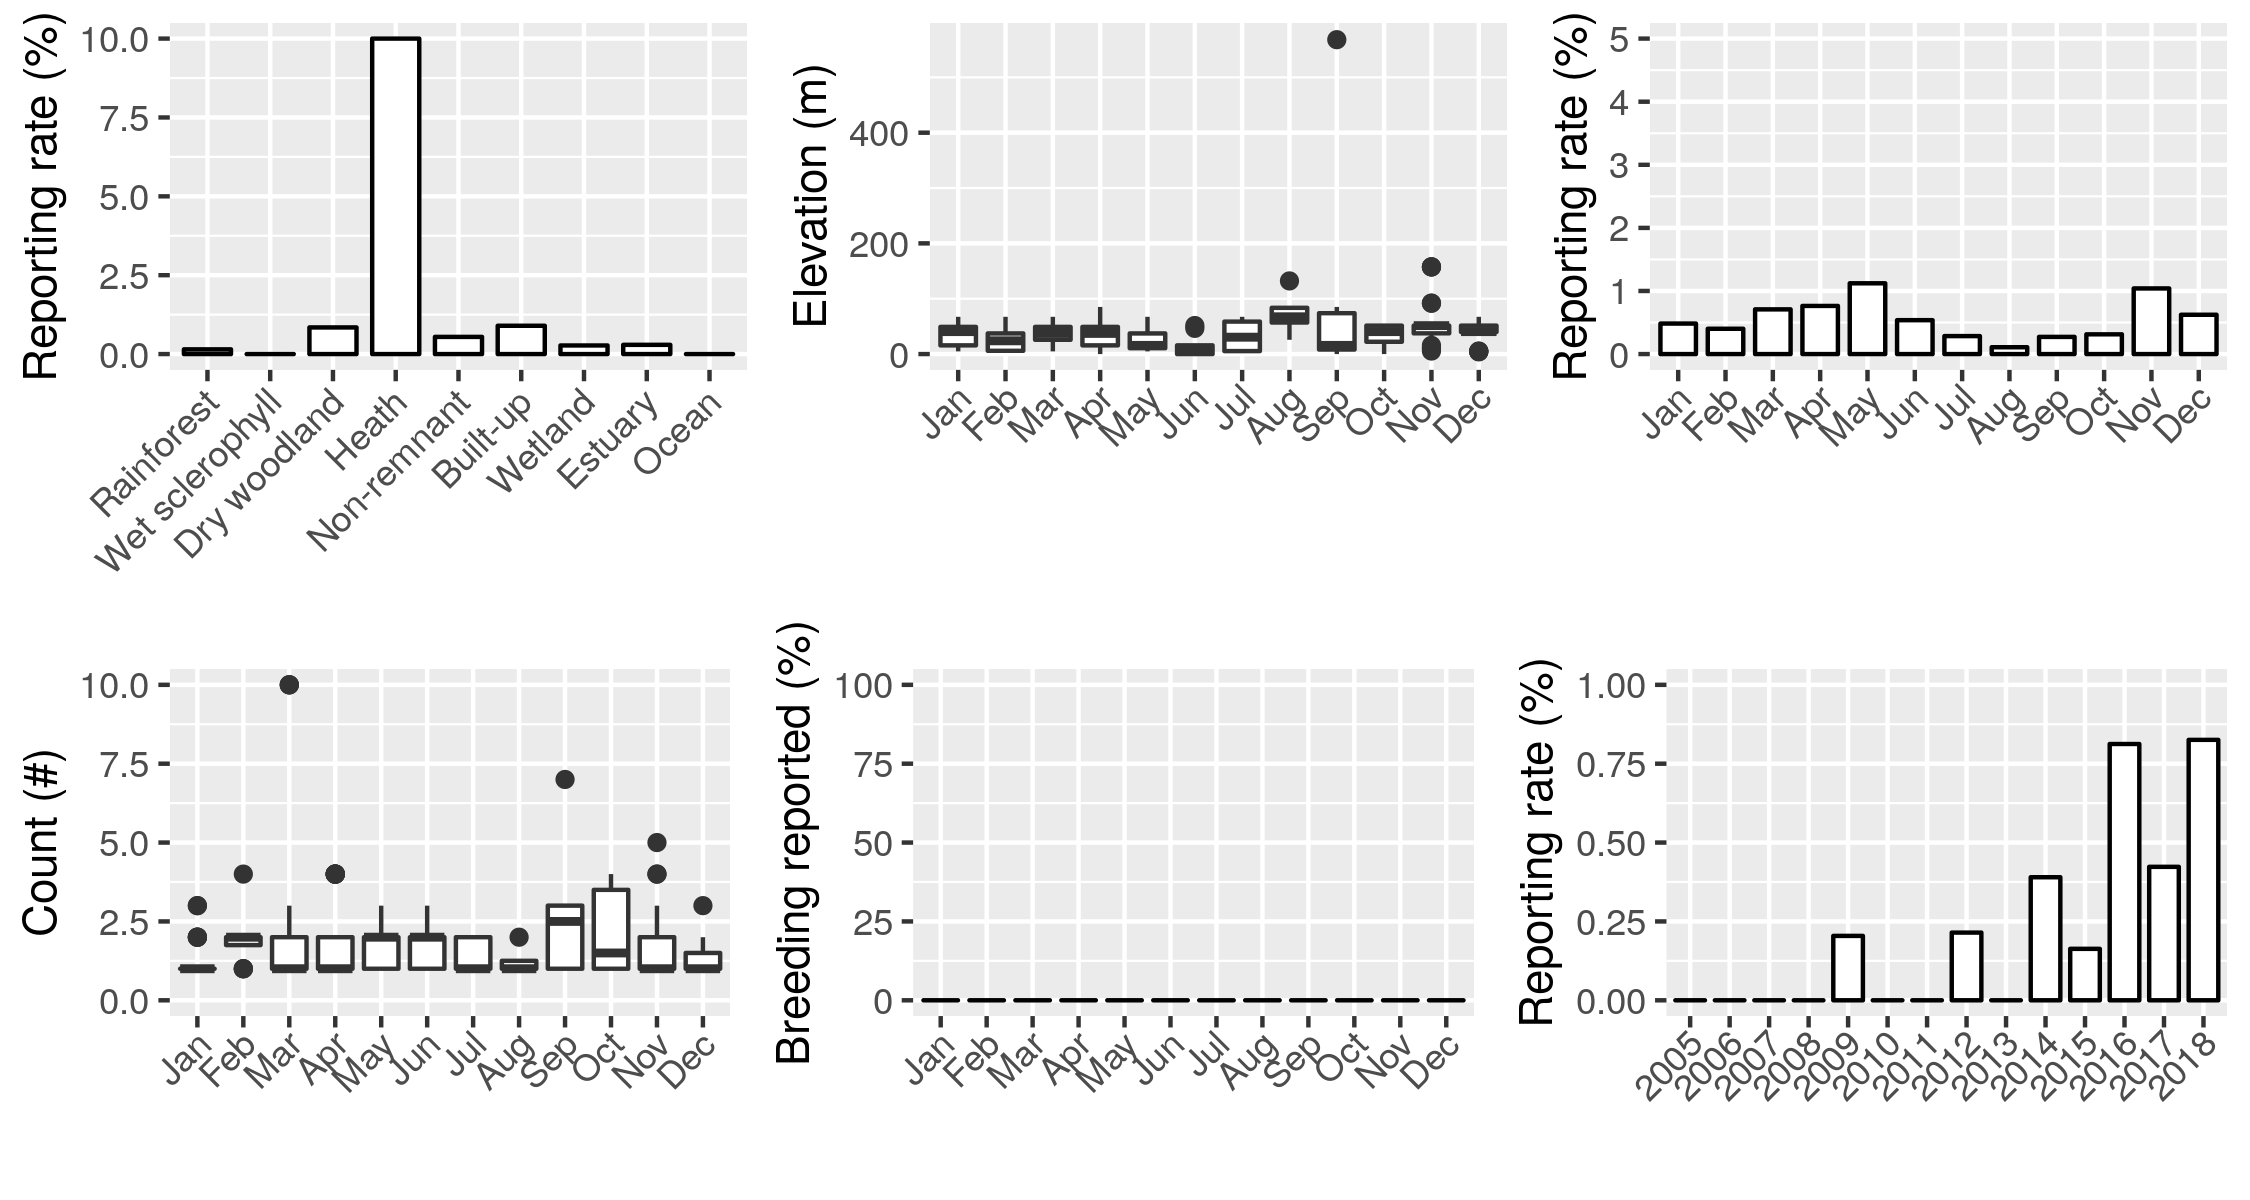 Reporting rate (%)
10.0
7.5
5.0
2.5
0.0
Rainforest
Wet sclerophyll
Dry woodland
Heath
Non-remnant
Built-up
Wetland
Estuary
Ocean
Elevation (m)
400
200
0
Jan
Feb
Mar
Apr
May
Jun
Jul
Aug
Sep
Oct
Nov
Dec
Reporting rate (%)
5
4
3
2
1
0
Jan
Feb
Mar
Apr
May
Jun
Jul
Aug
Sep
Oct
Nov
Dec
Count (#)
10.0
7.5
5.0
2.5
0.0
Jan
Feb
Mar
Apr
May
Jun
Jul
Aug
Sep
Oct
Nov
Dec
Breeding reported (%)
100
75
50
25
0
Jan
Feb
Mar
Apr
May
Jun
Jul
Aug
Sep
Oct
Nov
Dec
Reporting rate (%)
1.00
0.75
0.50
0.25
0.00
2005
2006
2007
2008
2009
2010
2011
2012
2013
2014
2015
2016
2017
2018